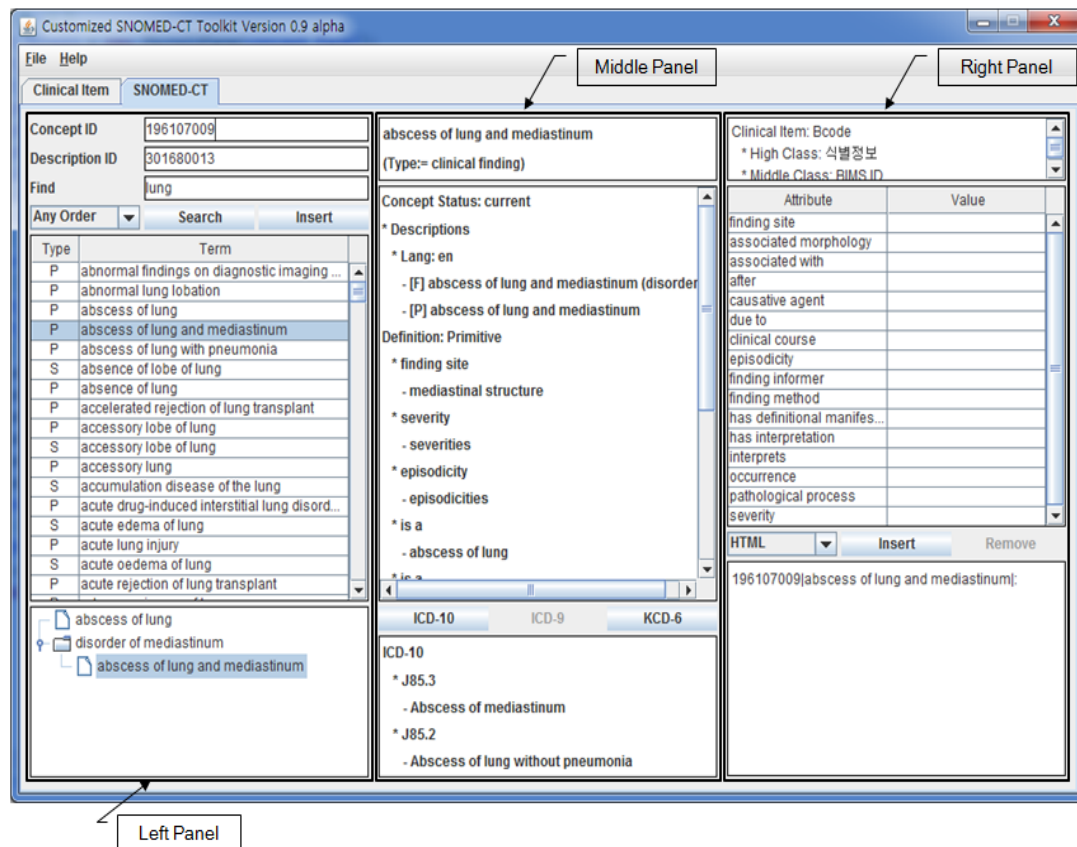 Customized SNOMED-CT Toolkit Version 0.9 alpha
File Help
Middle Panel
Right Panel
Clinical Item SNOMED-CT
Concept ID 196107009
Description ID 301680013
Find lung
Any Order Search Insert
Type Term
P abnormal findings on diagnostic imaging ...
P abnormal lung lobation
P abscess of lung
P abscess of lung and mediastinum
P abscess of lung with pneumonia
S absence of lobe of lung
P absence of lung
P accelerated rejection of lung transplant
P accessory lobe of lung
S accessory lobe of lung
P accessory lung
S accumulation disease of the lung
P acute drug-induced interstitial lung disord...
S acute edema of lung
P acute lung injury
S acute oedema of lung
P acute rejection of lung transplant
abscess of lung
disorder of mediastinum
abscess of lung and mediastinum
Left Panel
abscess of lung and mediastinum
(Type:= clinical finding)
Concept Status: current
* Descriptions
* Lang: en
- [F] abscess of lung and mediastinum (disorder
- [P] abscess of lung and mediastinum
Definition: Primitive
* finding site
- mediastinal structure
* severity
- severities
* episodicity
- episodicities
* is a
- abscess of lung
* is a
ICD-10 ICD-9 KCD-6
ICD-10
* J85.3
- Abscess of mediastinum
* J85.2
- Abscess of lung without pneumonia
Clinical Item: Bcode
* High Class: 식별정보
* Middle Class: BIMS ID
Attribute Value
finding site
associated morphology
associated with
after
causative agent
due to
clinical course
episodicity
finding informer
finding method
has definitional manifes...
has interpretation
interprets
occurrence
pathological process
severity
HTML Insert Remove
196107009|abscess of lung and mediastinum|: